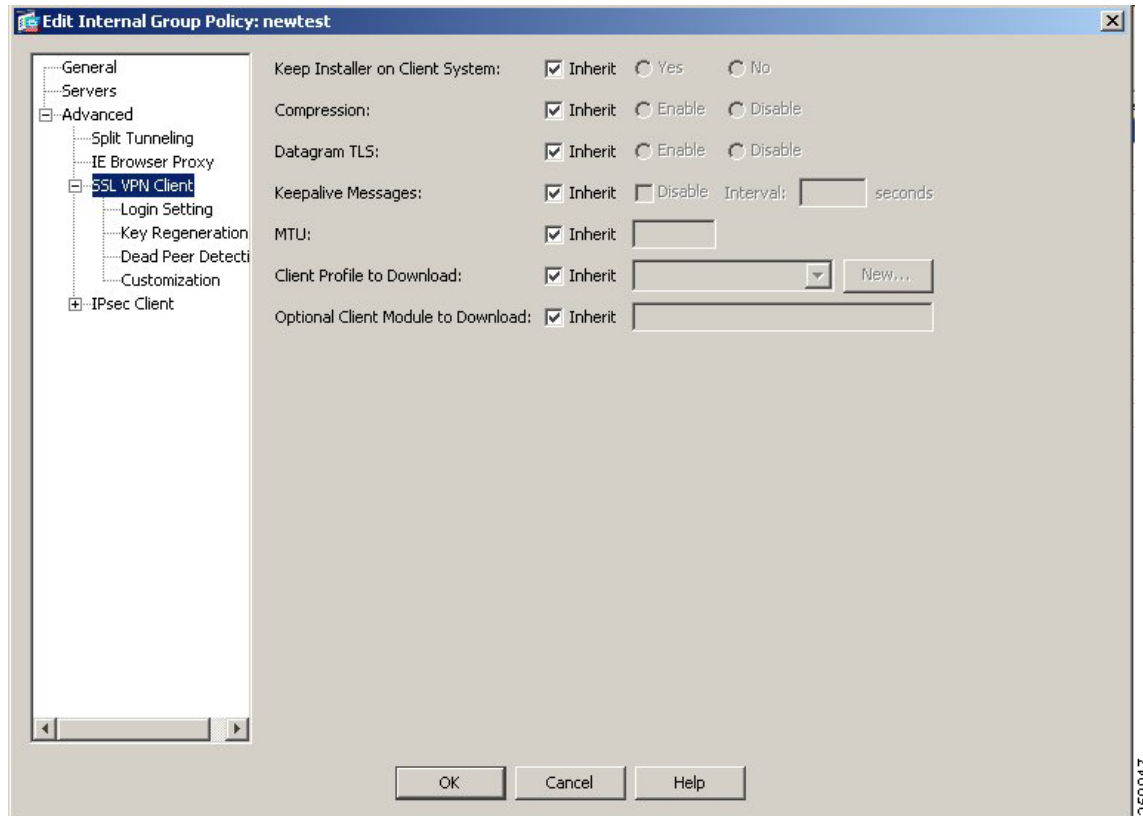 Edit Internal Group Policy: newtest
General
Servers
Advanced
Split Tunneling
IE Browser Proxy
SSL VPN Client
Login Setting
Key Regeneration
Dead Peer Detecti
Customization
IPsec Client
Keep Installer on Client System: Inherit Yes No
Compression: Inherit Enable Disable
Datagram TLS: Inherit Enable Disable
Keepalive Messages: Inherit Disable Interval: seconds
MTU: Inherit
Client Profile to Download: Inherit New...
Optional Client Module to Download: Inherit
OK Cancel Help